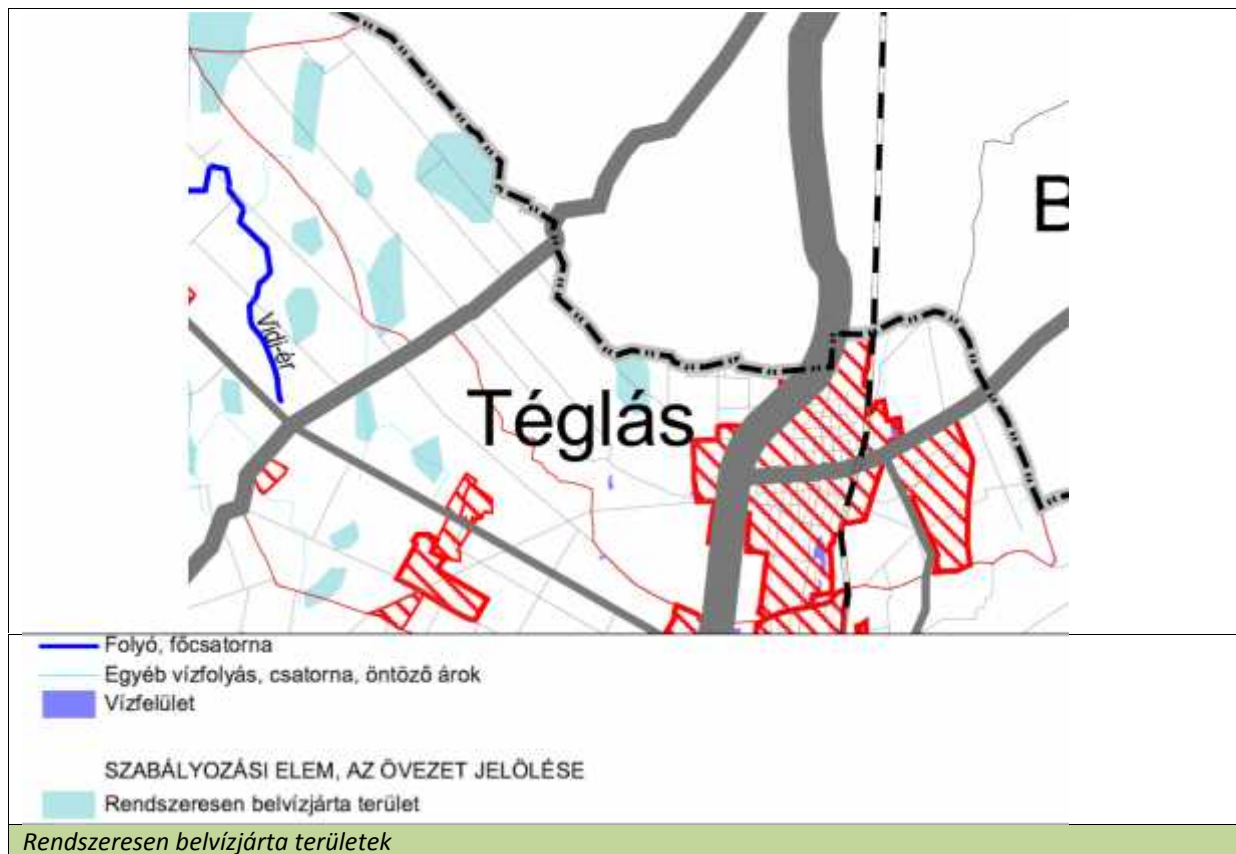 B
Vidi-ér
Téglás
Folyó, főcsatorna
Egyéb vízfolyás, csatorna, öntöző árok
Vízfelület
SZABÁLYOZÁSI ELEM, AZ ÖVEZET JELÖLÉSE
Rendszeresen belvízjárta terület
Rendszeresen belvízjárta területek